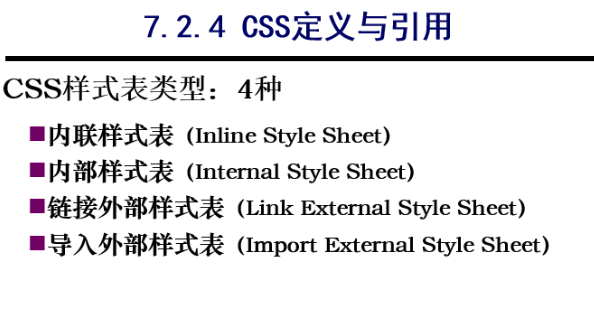 7.2.4 CSS定义与引用
CSS样式表类型：4种
■内联样式表（Inline Style Sheet）
■内部样式表（Internal Style Sheet）
■链接外部样式表（Link External Style Sheet）
■导入外部样式表（Import External Style Sheet）